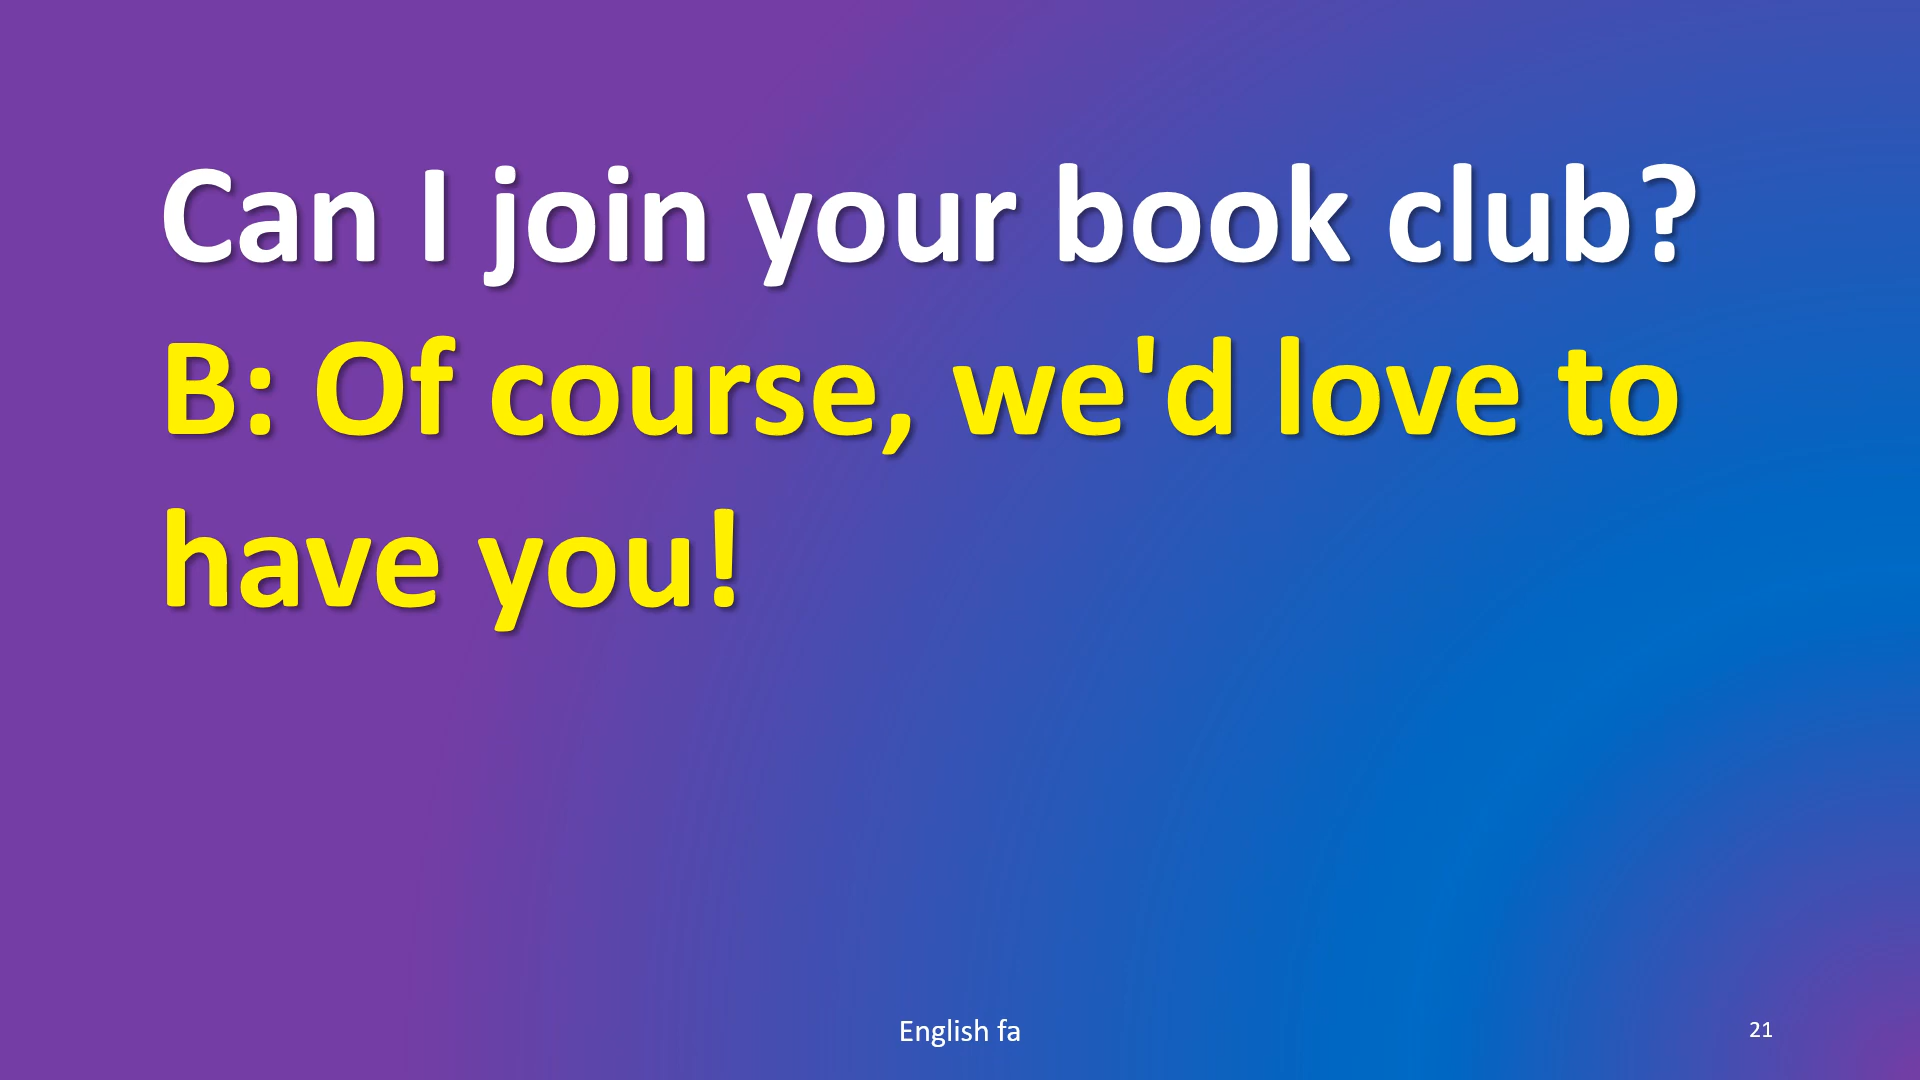 Can I join your book club?
B: Of course, we'd love to
have you!
English fa
21